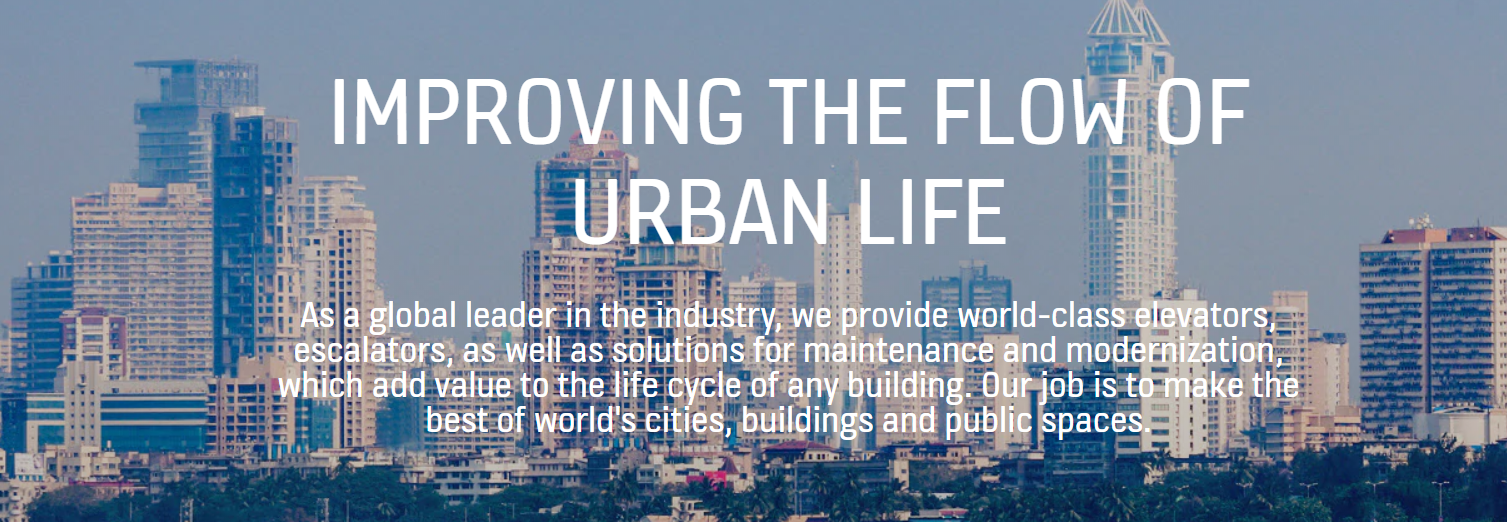 IMPROVING THE FLOW OF
URBAN LIFE
As a global leader in the industry, we provide world-class elevators,
escalators, as well as solutions for maintenance and modernization,
which add value to the life cycle of any building. Our job is to make the
best of world's cities, buildings and public spaces.